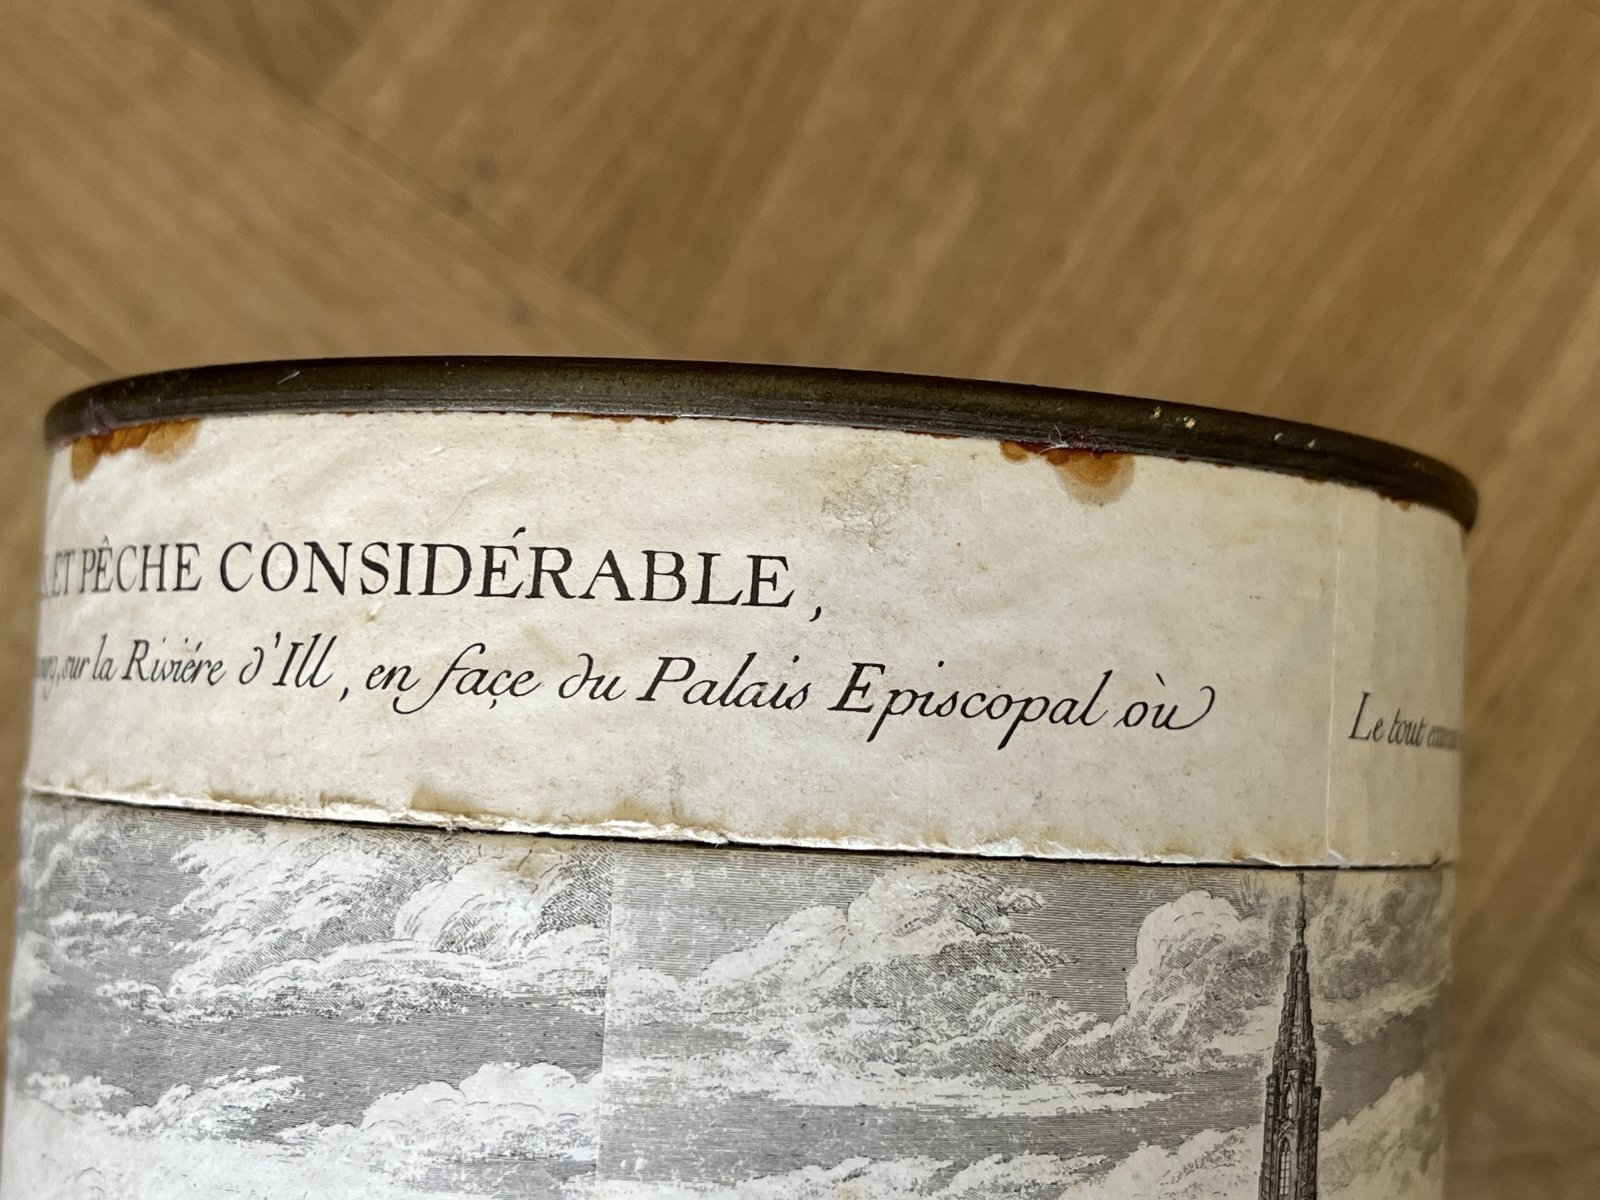 ET PÊCHE CONSIDÉRABLE,
sur la Riviére d'Ill, en façe du Palais Episcopal où
Le tout